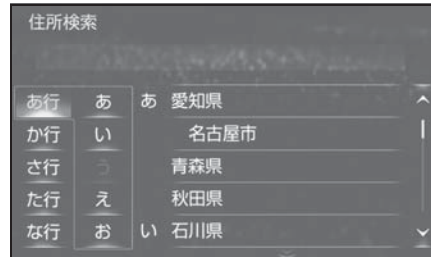 住所検索
あ行 あ あ 愛知県
か行 い 名古屋市
さ行 う 青森県
た行 え 秋田県
な行 お い 石川県